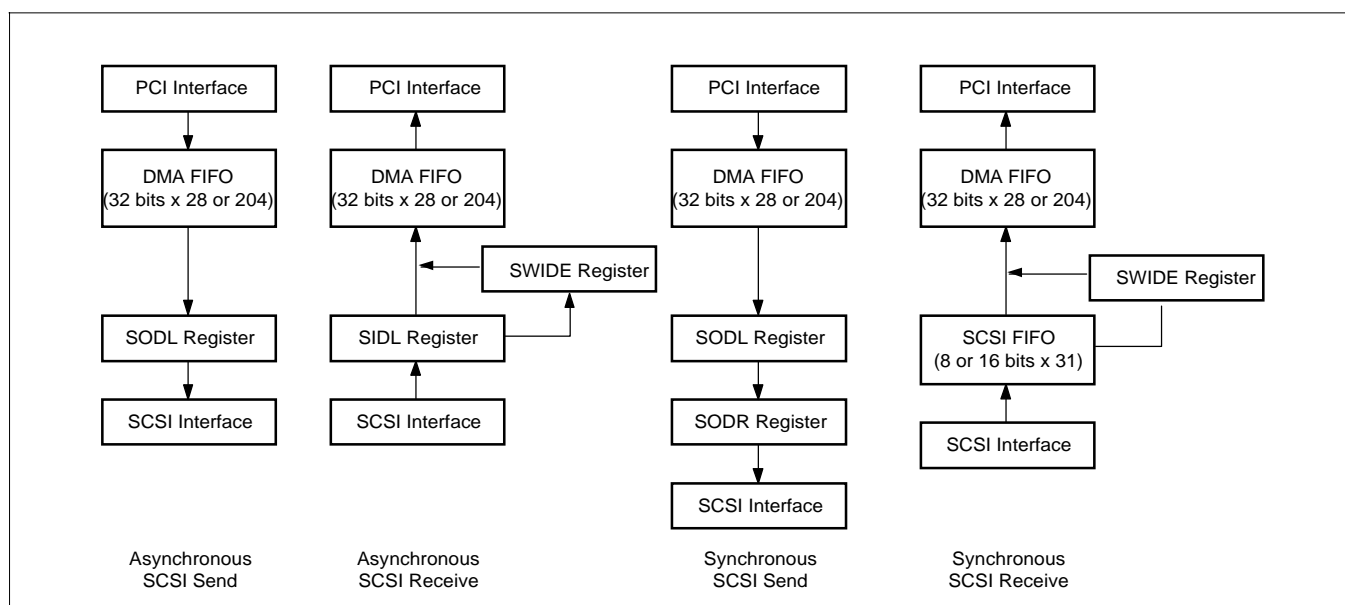 PCI Interface
DMA FIFO
(32 bits x 28 or 204)
SODL Register
SCSI Interface
Asynchronous
SCSI Send
PCI Interface
DMA FIFO
(32 bits x 28 or 204)
SWIDE Register
SIDL Register
SCSI Interface
Asynchronous
SCSI Receive
PCI Interface
DMA FIFO
(32 bits x 28 or 204)
SODL Register
SODR Register
SCSI Interface
Synchronous
SCSI Send
PCI Interface
DMA FIFO
(32 bits x 28 or 204)
SWIDE Register
SCSI FIFO
(8 or 16 bits x 31)
SCSI Interface
Synchronous
SCSI Receive